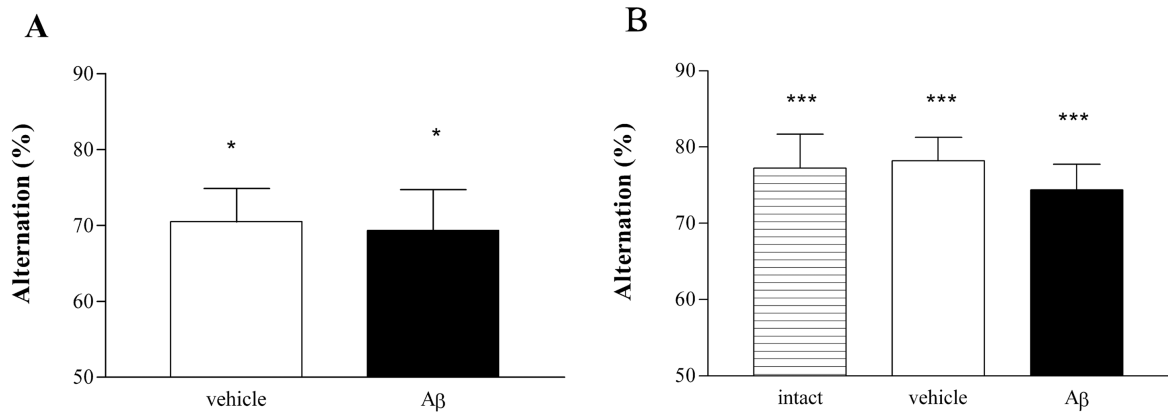 A
Alternation (%)
90
80
70
60
50
*
*
vehicle
Aβ
B
Alternation (%)
90
80
70
60
50
***
***
***
intact
vehicle
Aβ